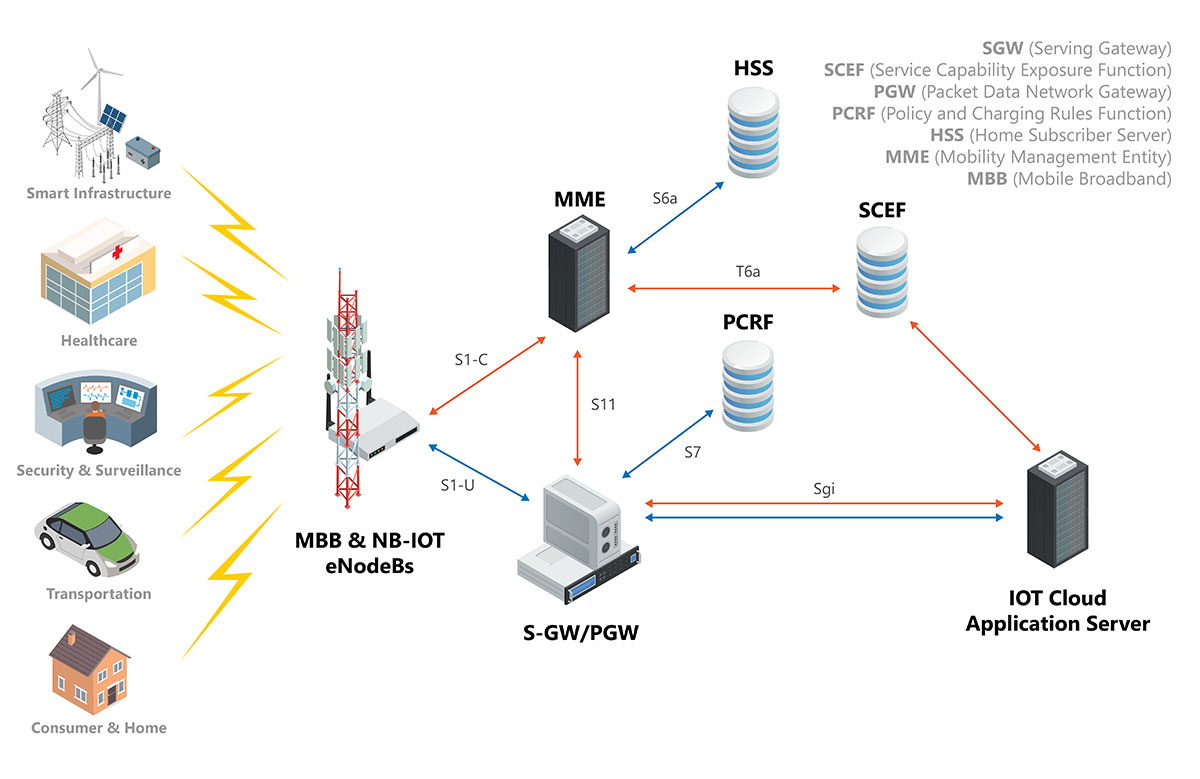 SGW (Serving Gateway)
SCEF (Service Capability Exposure Function)
PGW (Packet Data Network Gateway)
PCRF (Policy and Charging Rules Function)
HSS (Home Subscriber Server)
MME (Mobility Management Entity)
MBB (Mobile Broadband)
HSS
Smart Infrastructure
MME
S6a
SCEF
T6a
Healthcare
PCRF
S1-C
S11
S7
Security & Surveillance
S1-U
Sgi
MBB & NB-IOT
eNodeBs
Transportation
S-GW/PGW
IOT Cloud
Application Server
Consumer & Home